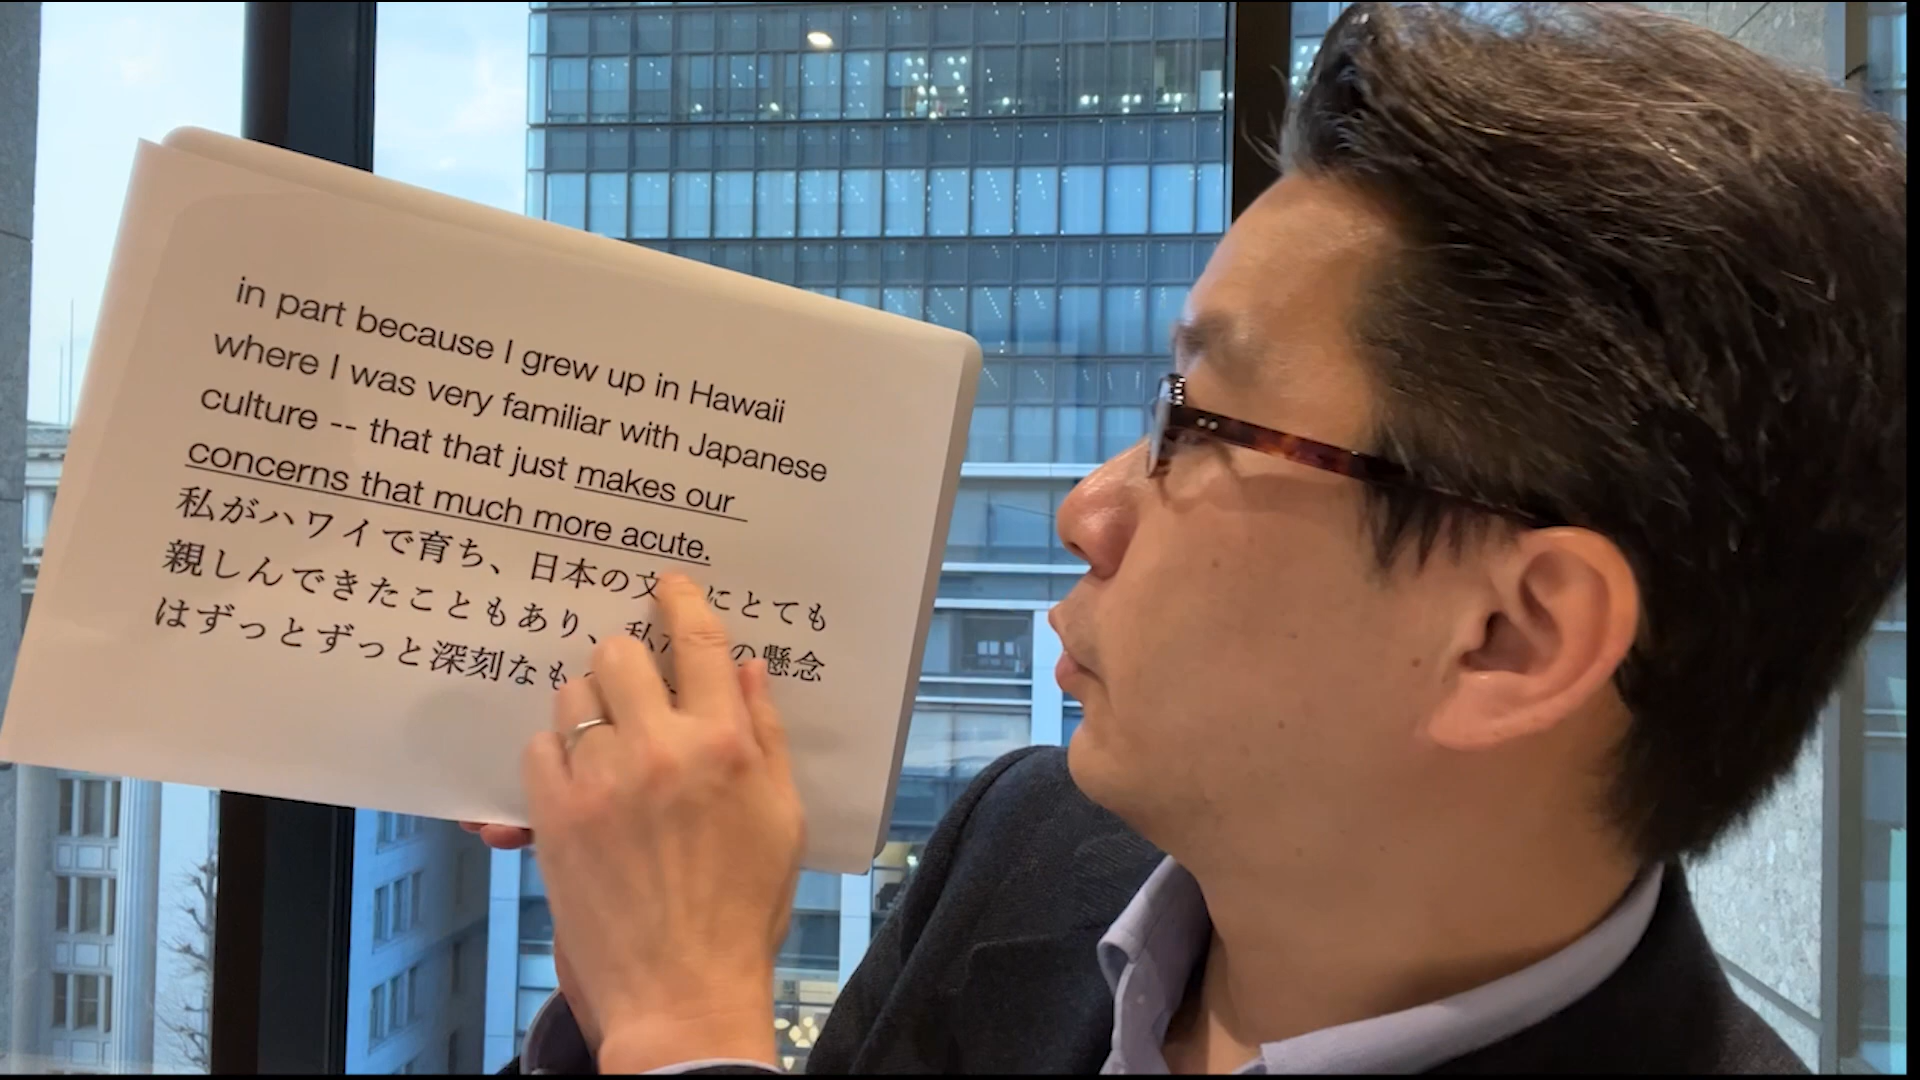 in part because I grew up in Hawaii
where I was very familiar with Japanese
culture -- that that just makes our
concerns that much more acute.
私がハワイで育ち、日本の文 にとても
親しんできたこともあり、私 の懸念
はずっとずっと深刻なも